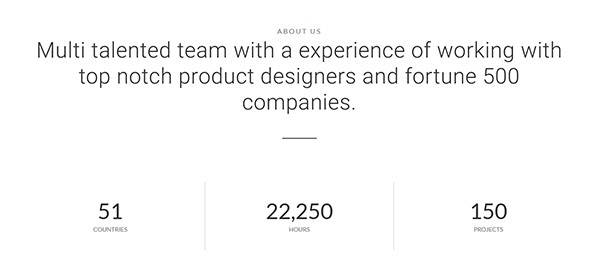 ABOUT US
Multi talented team with a experience of working with
top notch product designers and fortune 500
companies.
51
COUNTRIES
22,250
HOURS
150
PROJECTS